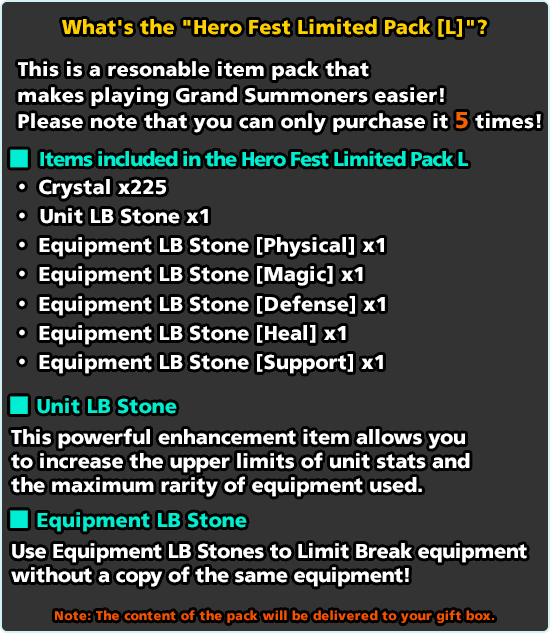 What's the "Hero Fest Limited Pack [L]"?
This is a resonable item pack that
makes playing Grand Summoners easier!
Please note that you can only purchase it 5 times!
Items included in the Hero Fest Limited Pack L
• Crystal x225
• Unit LB Stone x1
• Equipment LB Stone [Physical] x1
• Equipment LB Stone [Magic] x1
• Equipment LB Stone [Defense] x1
• Equipment LB Stone [Heal] x1
• Equipment LB Stone [Support] x1
Unit LB Stone
This powerful enhancement item allows you
to increase the upper limits of unit stats and
the maximum rarity of equipment used.
Equipment LB Stone
Use Equipment LB Stones to Limit Break equipment
without a copy of the same equipment!
Note: The content of the pack will be delivered to your gift box.